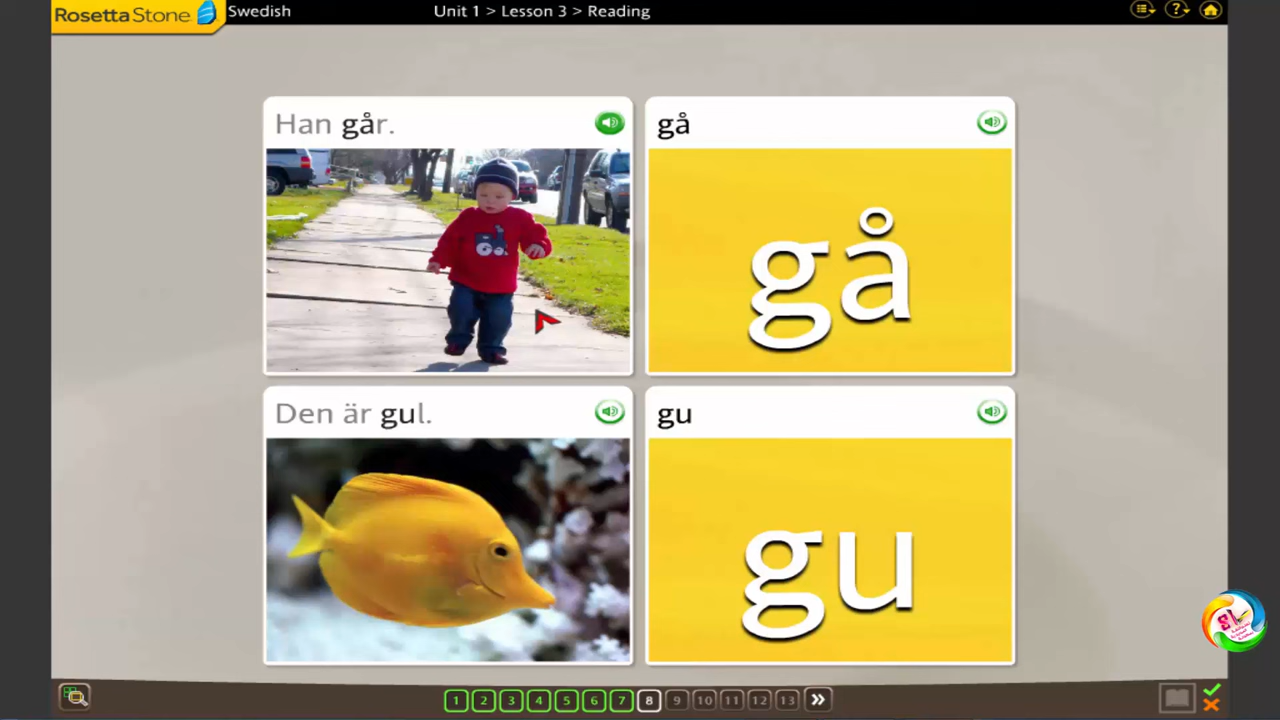 Rosetta Stone
Swedish
Unit 1 > Lesson 3 > Reading
Han går.
gå
gå
Den är gul.
gu
gu
1 2 3 4 5 6 7 8 9 10 11 12 13